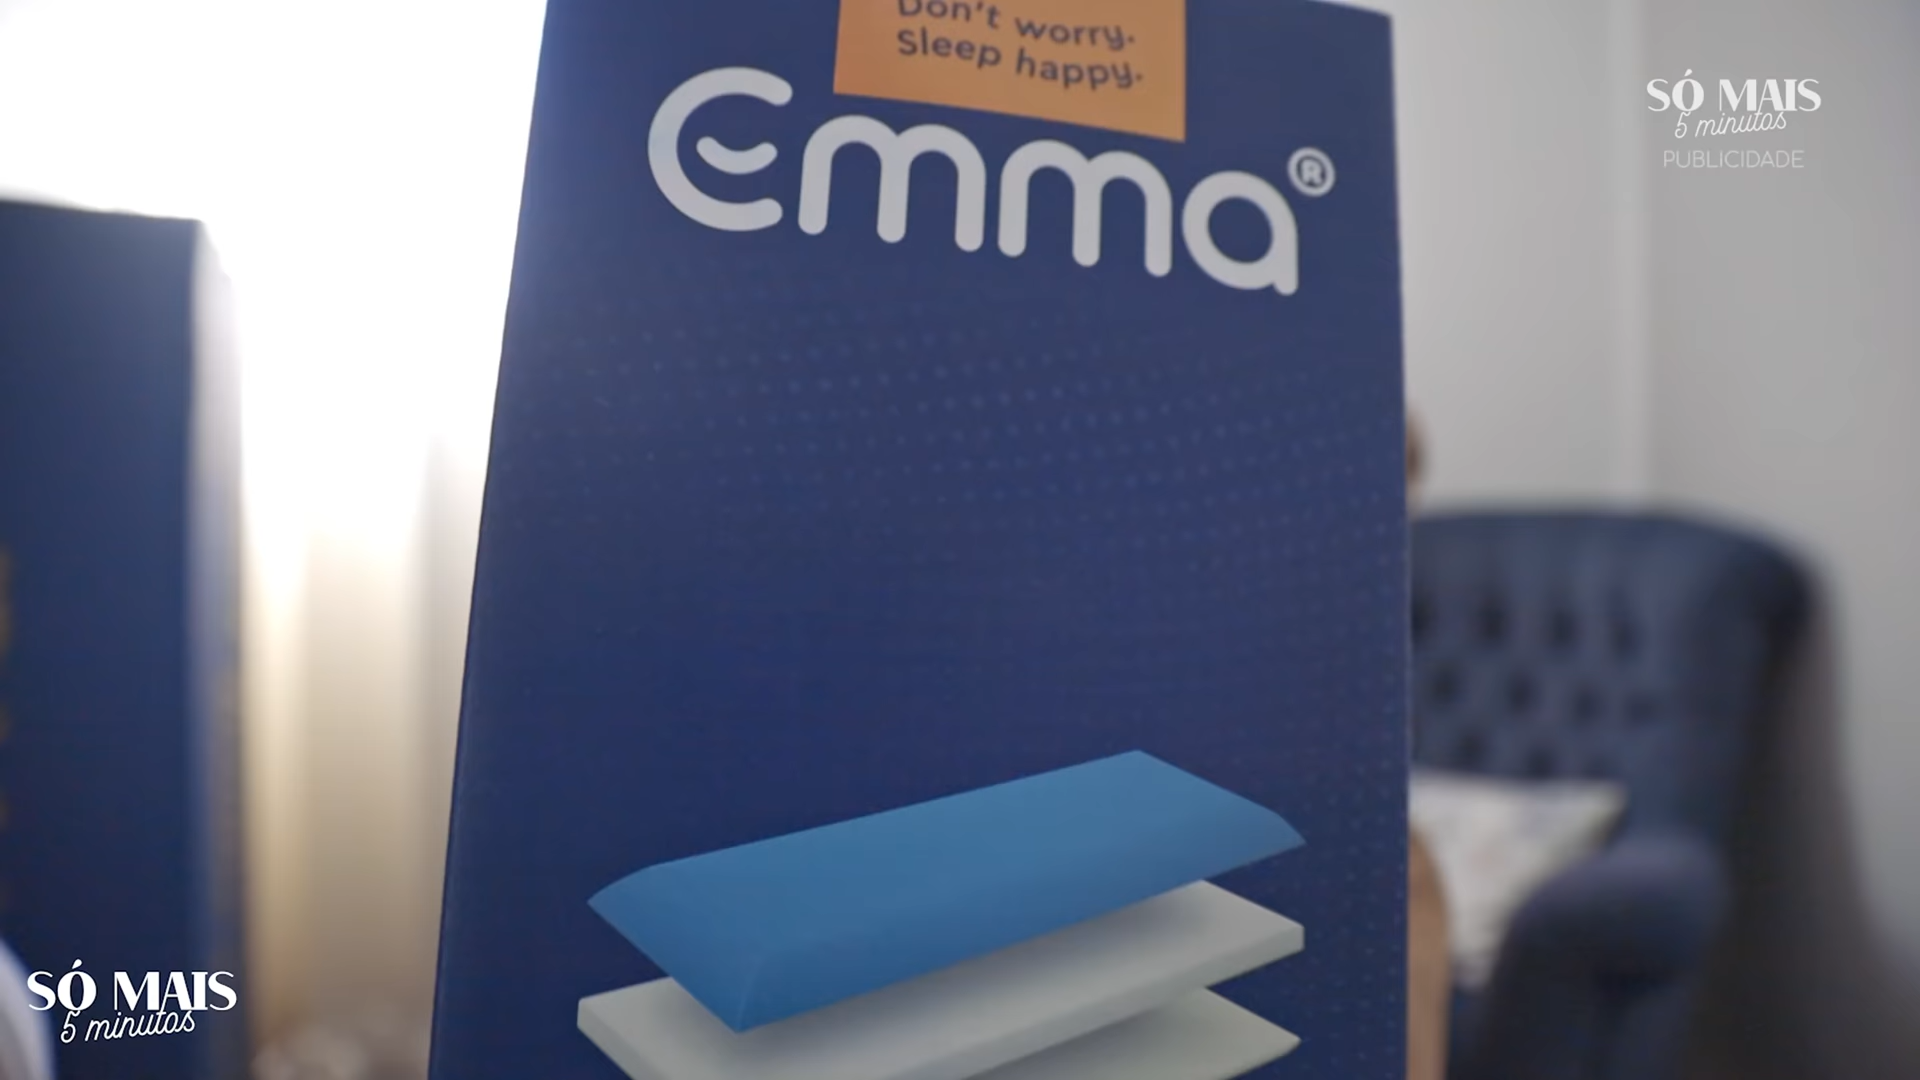 Don't worry.
Sleep happy.
Emma®
SÓ MAIS
5 minutos
PUBLICIDADE
SÓ MAIS
5 minutos